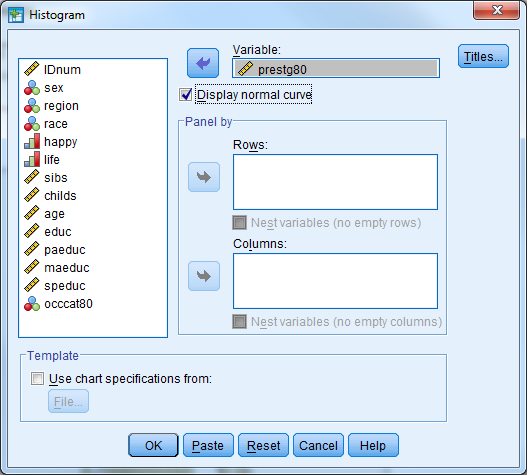 Histogram
Variable:
prestg80
Titles...
Display normal curve
IDnum
sex
region
race
happy
life
sibs
childs
age
educ
paeduc
maeduc
speduc
occcat80
Panel by
Rows:
Nest variables (no empty rows)
Columns:
Nest variables (no empty columns)
Template
Use chart specifications from:
File...
OK
Paste
Reset
Cancel
Help